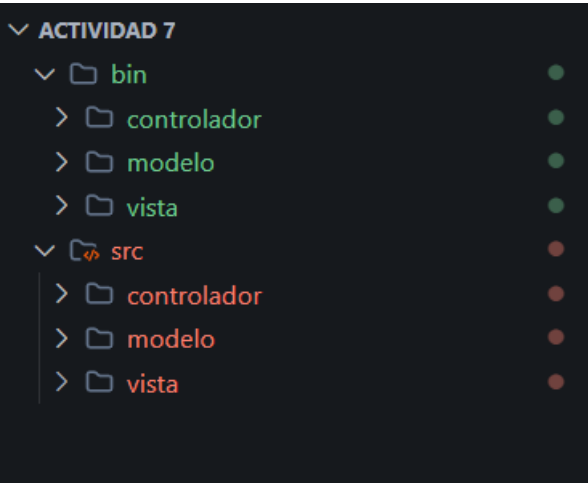 ACTIVIDAD 7
bin
controlador
modelo
vista
src
controlador
modelo
vista